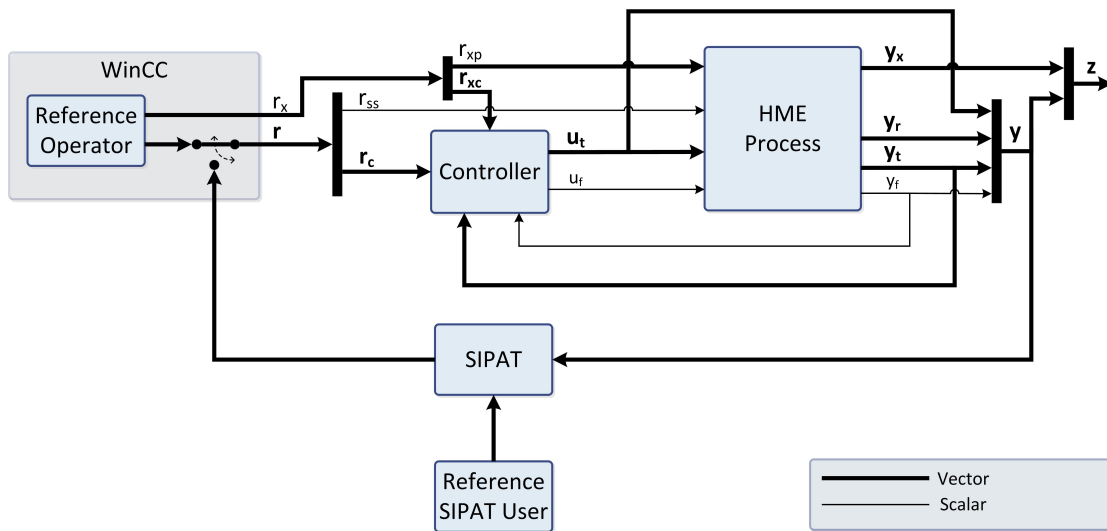 WinCC
Reference
Operator
r_x
r
r_xp
r_xc
r_ss
r_c
Controller
u_t
u_f
HME
Process
y_x
y_r
y_t
y_f
y
z
SIPAT
Reference
SIPAT User
Vector
Scalar